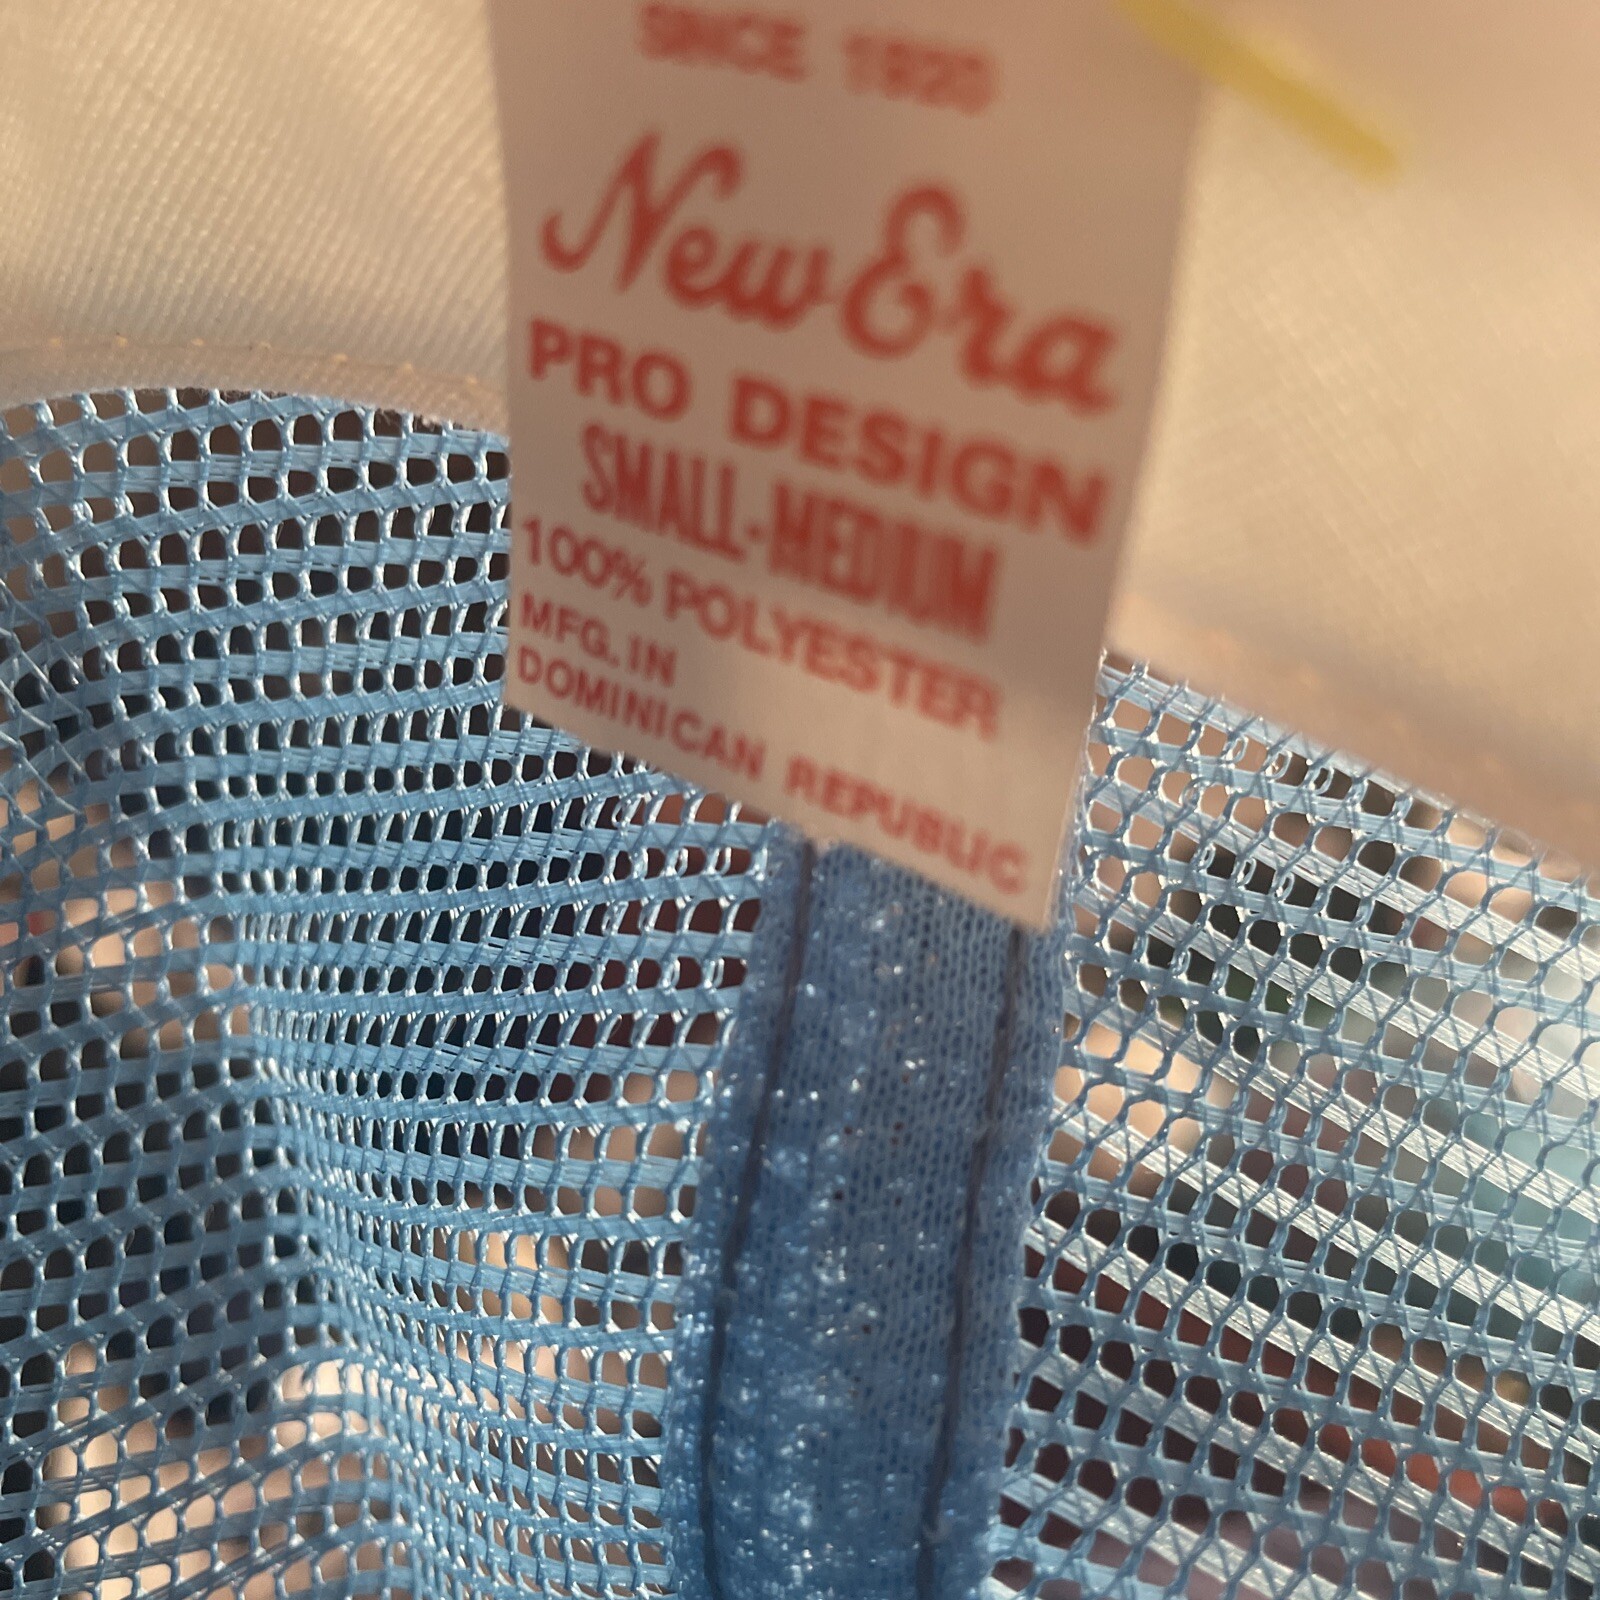 SINCE 1920
New Era
PRO DESIGN
SMALL-MEDIUM
100% POLYESTER
MFG. IN
DOMINICAN REPUBLIC